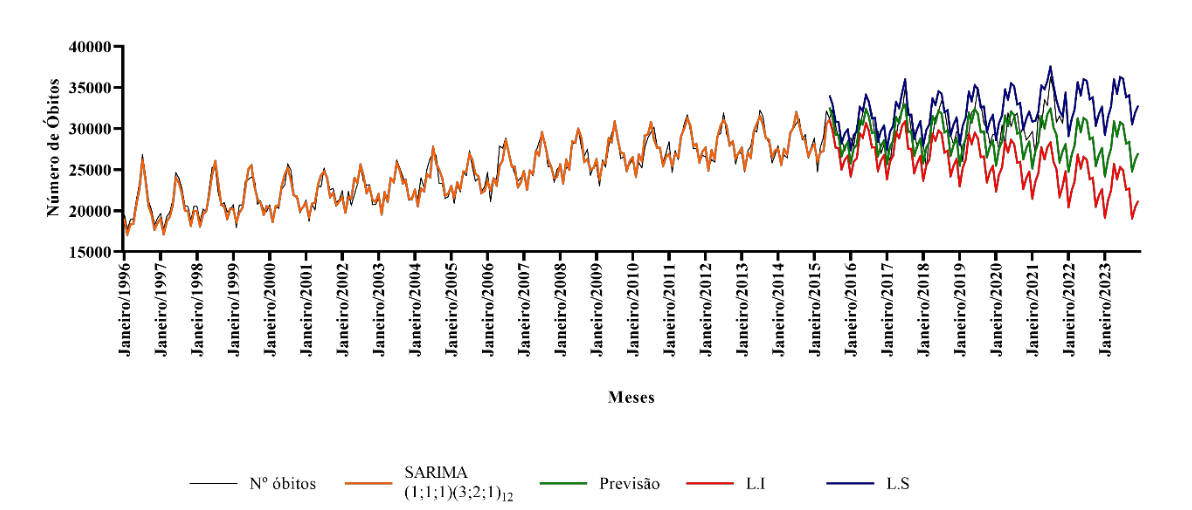 Número de Óbitos
40000
35000
30000
25000
20000
15000
Janeiro/1996
Janeiro/1997
Janeiro/1998
Janeiro/1999
Janeiro/2000
Janeiro/2001
Janeiro/2002
Janeiro/2003
Janeiro/2004
Janeiro/2005
Janeiro/2006
Janeiro/2007
Janeiro/2008
Janeiro/2009
Janeiro/2010
Janeiro/2011
Janeiro/2012
Janeiro/2013
Janeiro/2014
Janeiro/2015
Janeiro/2016
Janeiro/2017
Janeiro/2018
Janeiro/2019
Janeiro/2020
Janeiro/2021
Janeiro/2022
Janeiro/2023
Meses
Nº óbitos
SARIMA
(1;1;1)(3;2;1)₁₂
Previsão
L.I
L.S